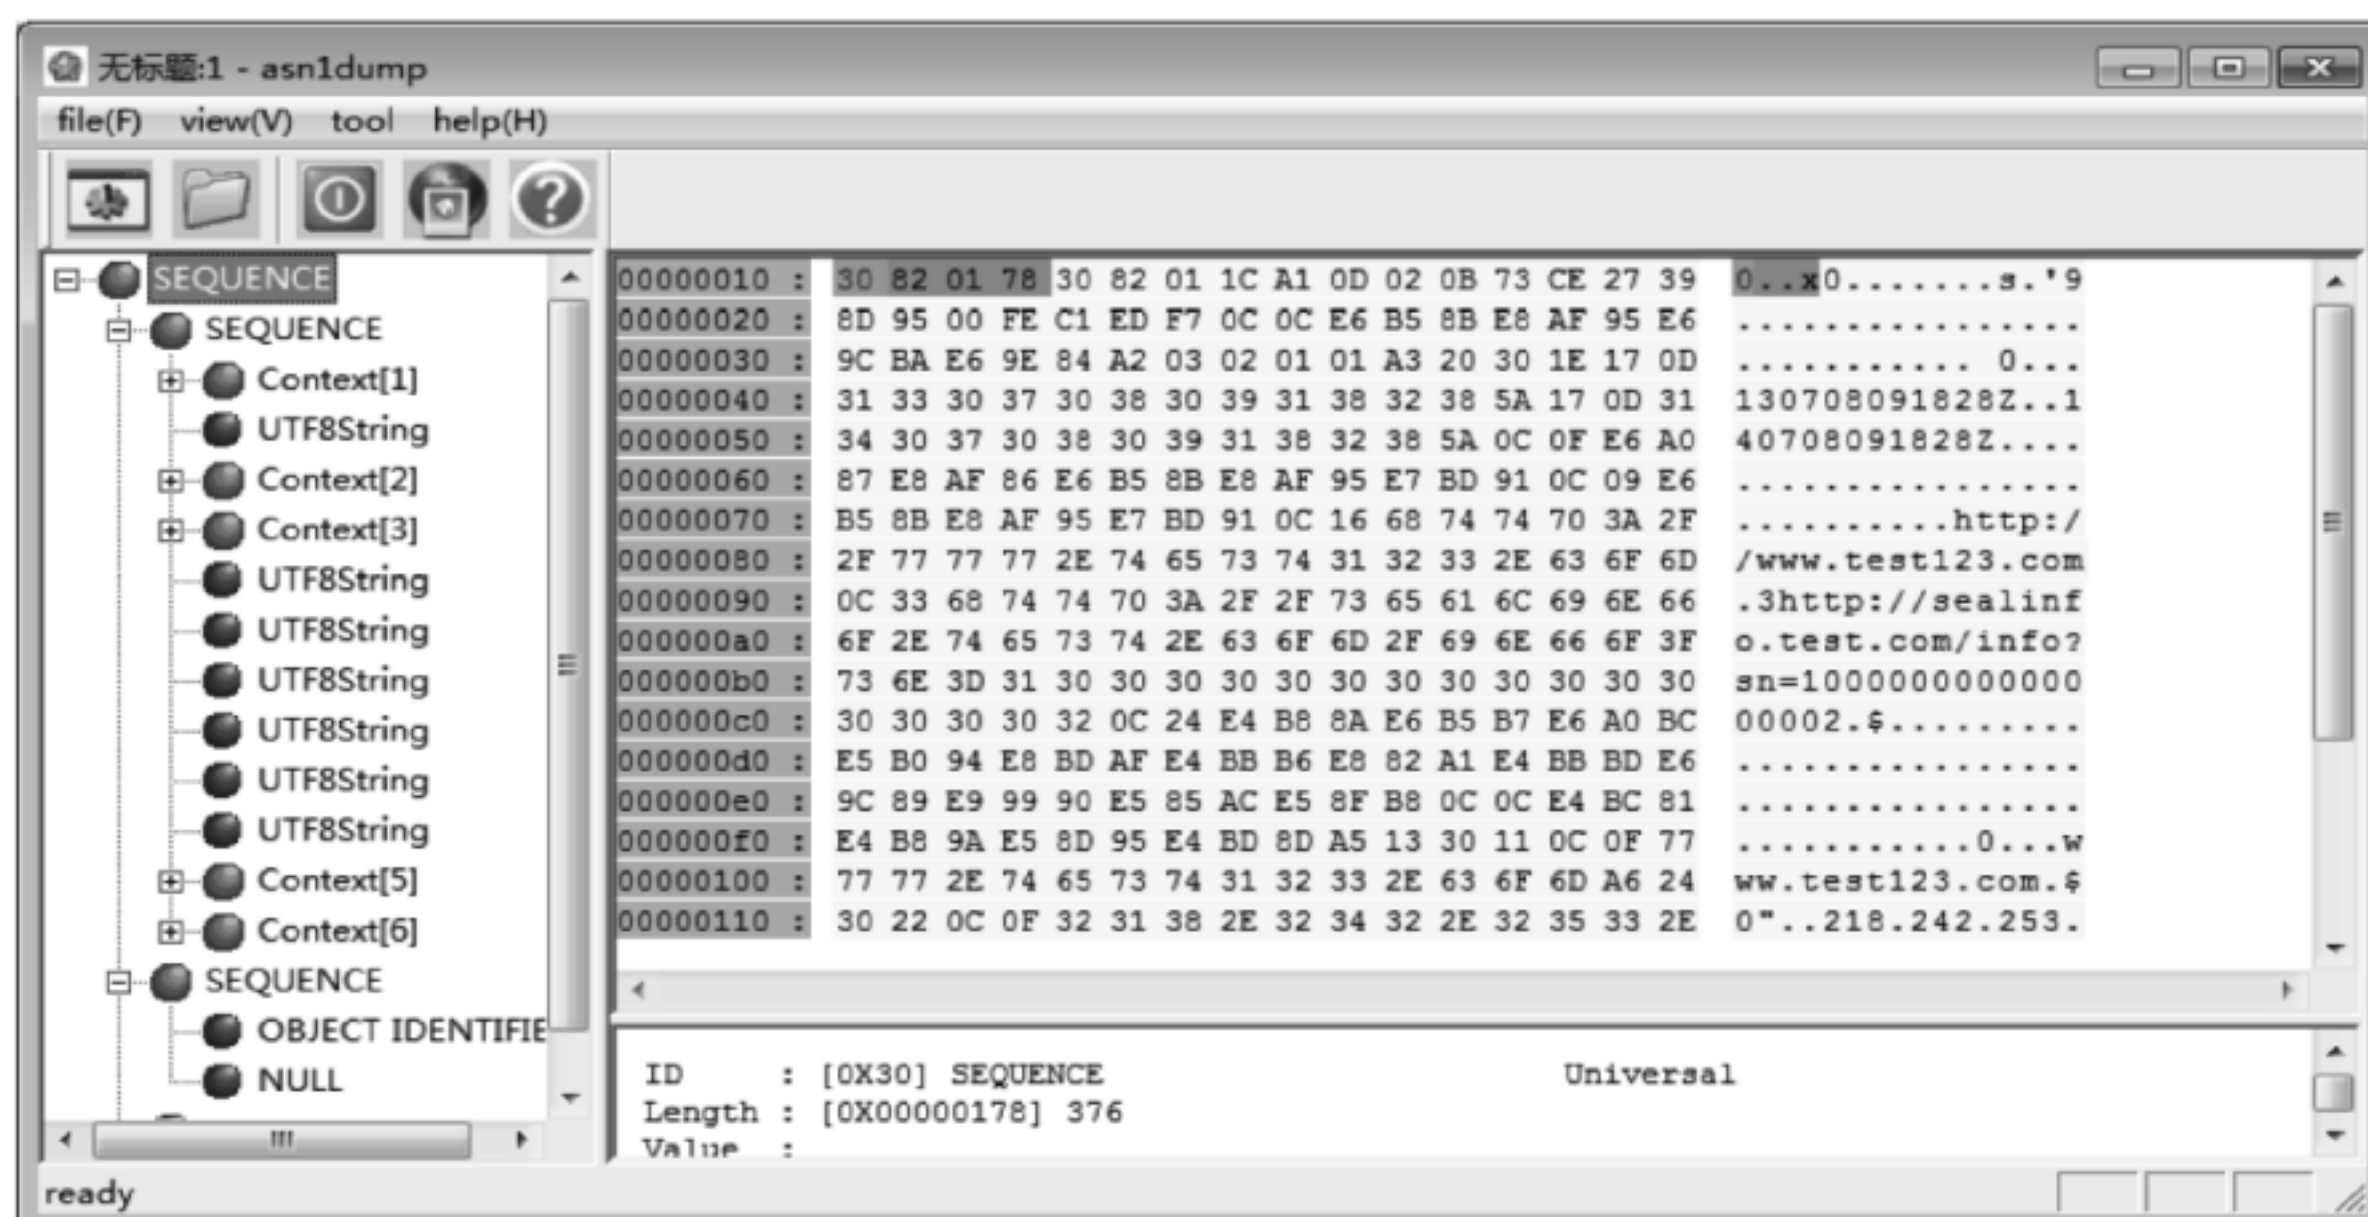 无标题:1 - asn1dump
file(F) view(V) tool help(H)
SEQUENCE
SEQUENCE
Context[1]
UTF8String
Context[2]
Context[3]
UTF8String
UTF8String
UTF8String
UTF8String
UTF8String
UTF8String
Context[5]
Context[6]
SEQUENCE
OBJECT IDENTIFIE
NULL
00000010 : 30 82 01 78 30 82 01 1C A1 0D 02 0B 73 CE 27 39 0..x0.......s.'9
00000020 : 8D 95 00 FE C1 ED F7 0C 0C E6 B5 8B E8 AF 95 E6 ................
00000030 : 9C BA E6 9E 84 A2 03 02 01 01 A3 20 30 1E 17 0D ........... 0...
00000040 : 31 33 30 37 30 38 30 39 31 38 32 38 5A 17 0D 31 130708091828Z..1
00000050 : 34 30 37 30 38 30 39 31 38 32 38 5A 0C 0F E6 A0 40708091828Z....
00000060 : 87 E8 AF 86 E6 B5 8B E8 AF 95 E7 BD 91 0C 09 E6 ................
00000070 : B5 8B E8 AF 95 E7 BD 91 0C 16 68 74 74 70 3A 2F ..........http:/
00000080 : 2F 77 77 77 2E 74 65 73 74 31 32 33 2E 63 6F 6D /www.test123.com
00000090 : 0C 33 68 74 74 70 3A 2F 2F 73 65 61 6C 69 6E 66 .3http://sealinf
000000a0 : 6F 2E 74 65 73 74 2E 63 6F 6D 2F 69 6E 66 6F 3F o.test.com/info?
000000b0 : 73 6E 3D 31 30 30 30 30 30 30 30 30 30 30 30 30 sn=1000000000000
000000c0 : 30 30 30 30 32 0C 24 E4 B8 8A E6 B5 B7 E6 A0 BC 00002.$.........
000000d0 : E5 B0 94 E8 BD AF E4 BB B6 E8 82 A1 E4 BB BD E6 ................
000000e0 : 9C 89 E9 99 90 E5 85 AC E5 8F B8 0C 0C E4 BC 81 ................
000000f0 : E4 B8 9A E5 8D 95 E4 BD 8D A5 13 30 11 0C 0F 77 ...........0...w
00000100 : 77 77 2E 74 65 73 74 31 32 33 2E 63 6F 6D A6 24 ww.test123.com.$
00000110 : 30 22 0C 0F 32 31 38 2E 32 34 32 2E 32 35 33 2E 0"..218.242.253.
ID : [0X30] SEQUENCE Universal
Length : [0X00000178] 376
Value :
ready